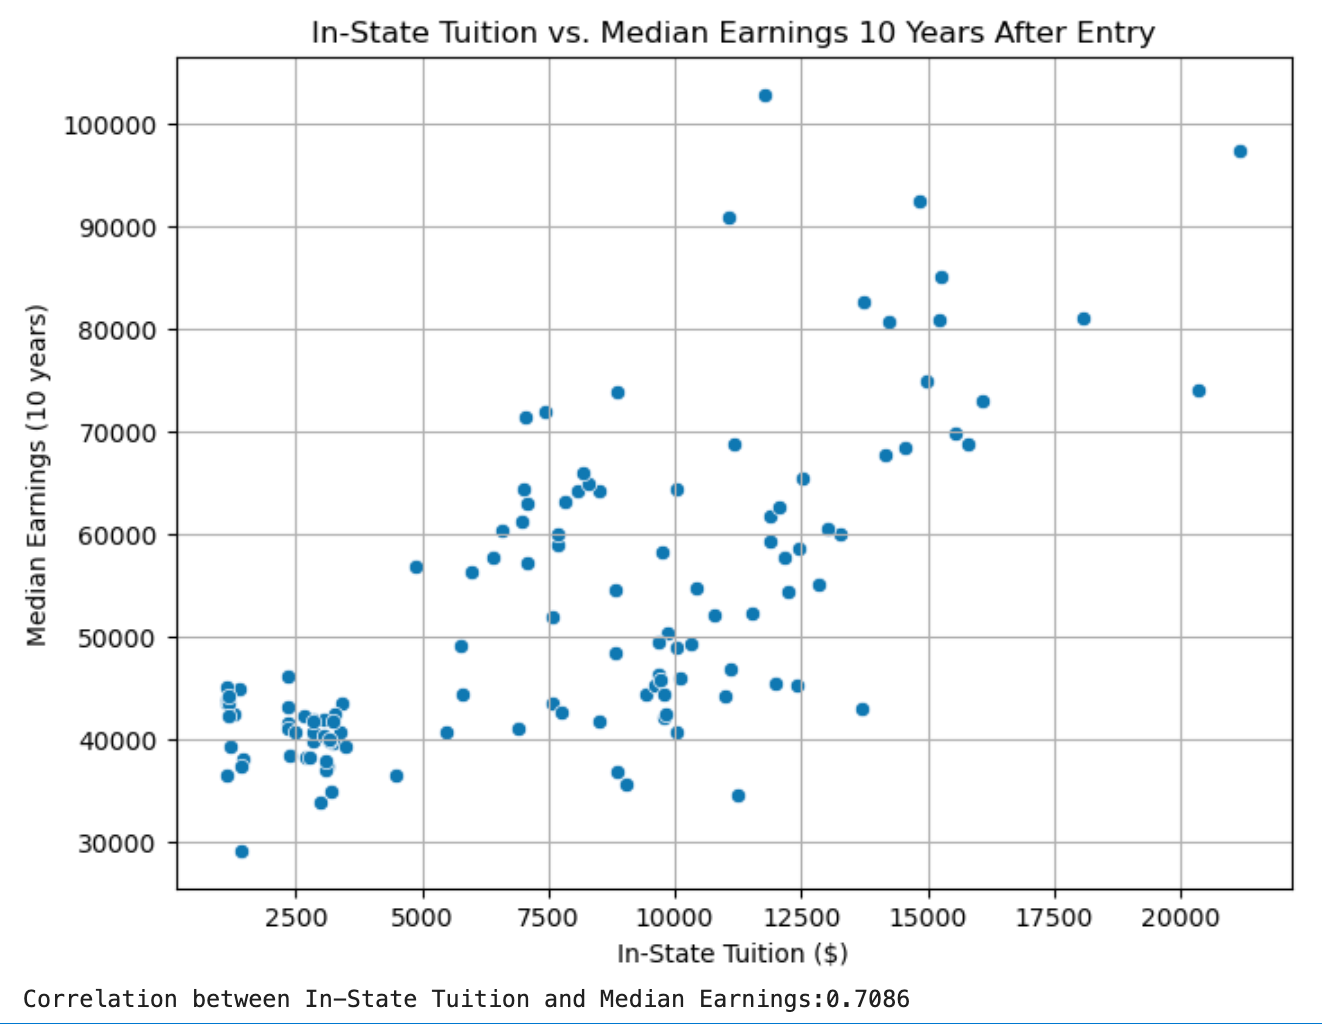 In-State Tuition vs. Median Earnings 10 Years After Entry
100000
90000
80000
70000
60000
50000
40000
30000
Median Earnings (10 years)
2500 5000 7500 10000 12500 15000 17500 20000
In-State Tuition ($)
Correlation between In-State Tuition and Median Earnings:0.7086